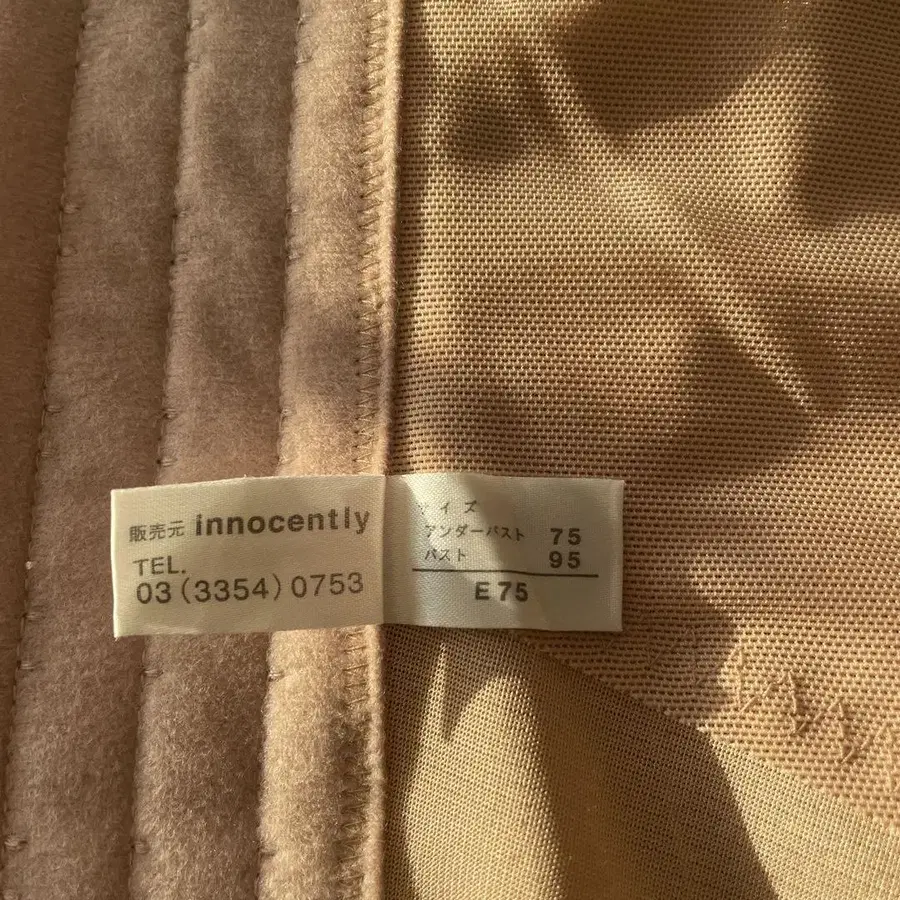 販売元 innocently
TEL.
03(3354)0753
サイズ
アンダーバスト 75
バスト 95
E75